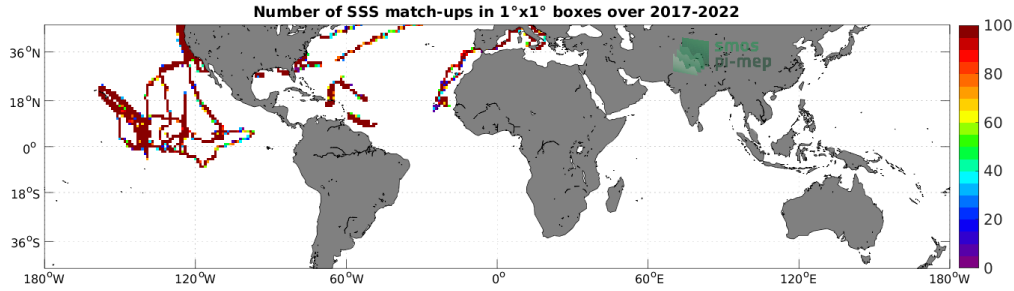 Number of SSS match-ups in 1°x1° boxes over 2017-2022
smos
pi-mep
36°N
18°N
0°
18°S
36°S
180°W
120°W
60°W
0°
60°E
120°E
180°W
100
80
60
40
20
0